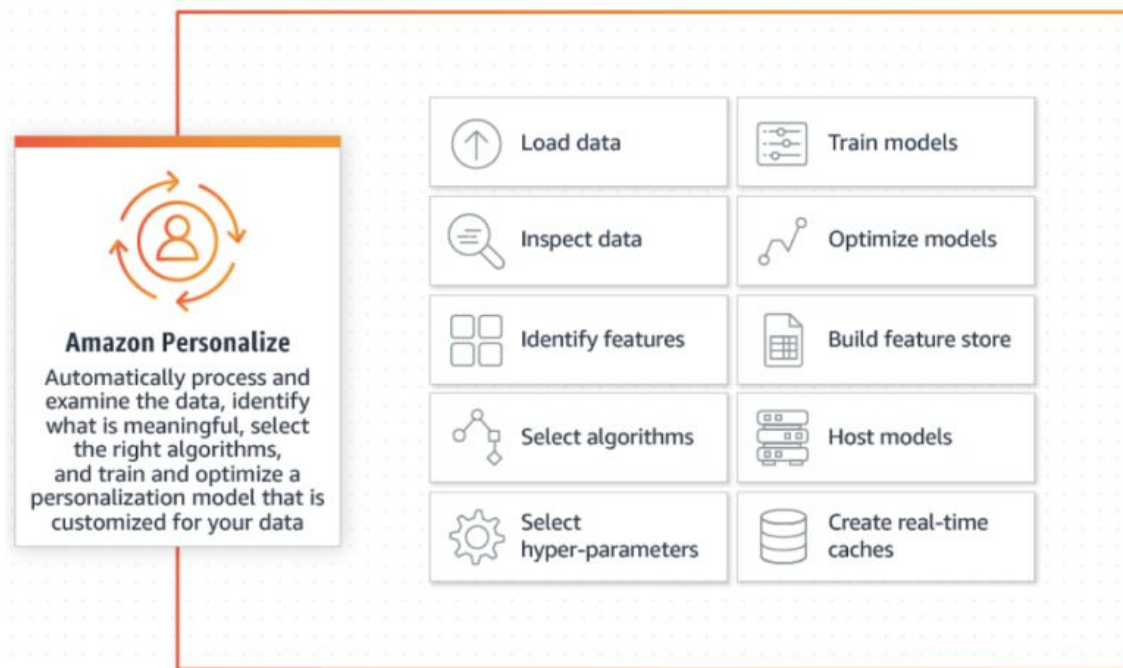 Amazon Personalize
Automatically process and
examine the data, identify
what is meaningful, select
the right algorithms,
and train and optimize a
personalization model that is
customized for your data
Load data
Train models
Inspect data
Optimize models
Identify features
Build feature store
Select algorithms
Host models
Select
hyper-parameters
Create real-time
caches